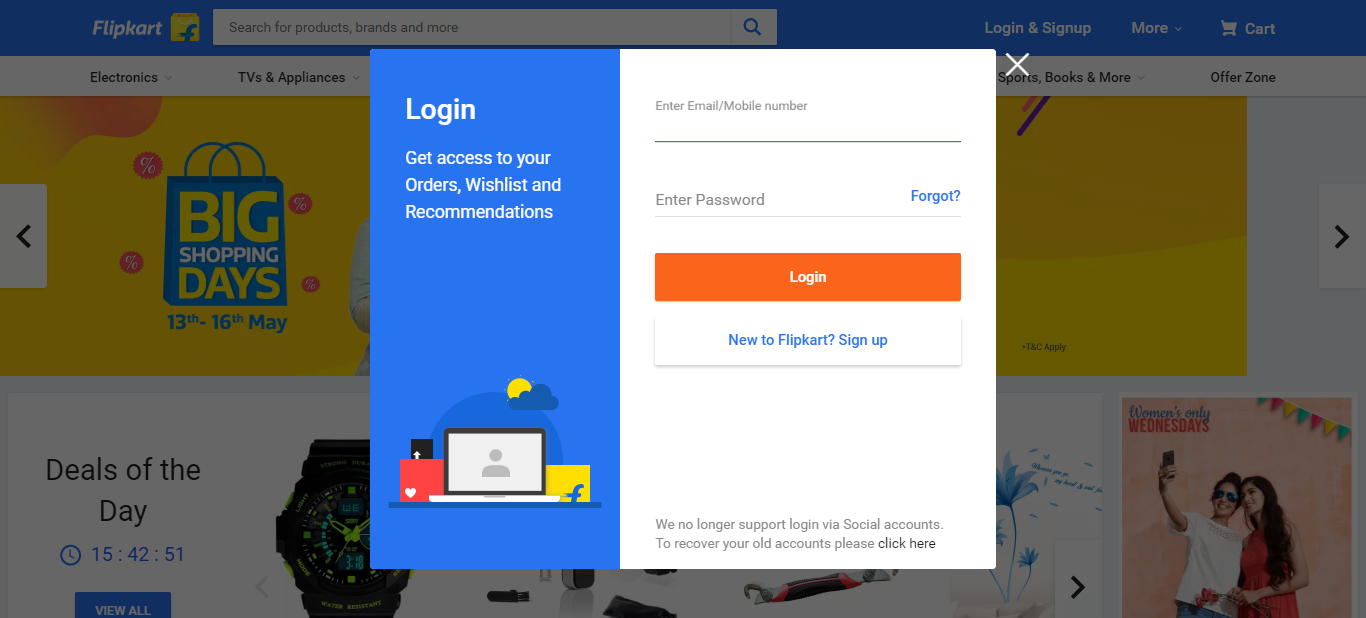 Flipkart
Search for products, brands and more
Login & Signup
More
Cart
Electronics
TVs & Appliances
Sports, Books & More
Offer Zone
Login
Get access to your
Orders, Wishlist and
Recommendations
Enter Email/Mobile number
Enter Password
Forgot?
Login
New to Flipkart? Sign up
We no longer support login via Social accounts.
To recover your old accounts please click here
BIG
SHOPPING
DAYS
13th- 16th May
*T&C Apply
Deals of the
Day
15 : 42 : 51
VIEW ALL
WATER RESISTANT
Women's only
WEDNESDAYS